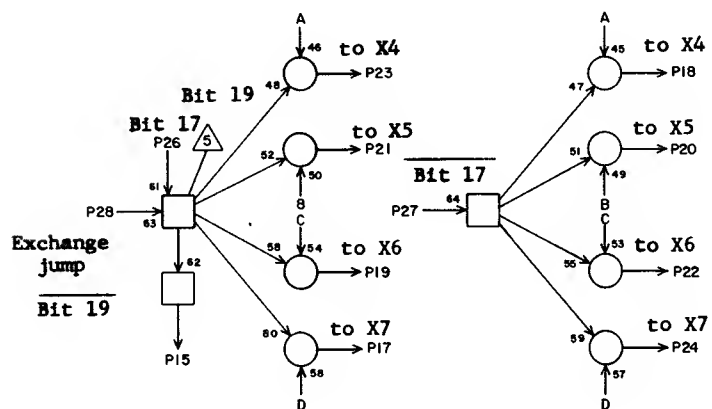 A
A
46
to X4
45
to X4
48
P23
47
P18
Bit 19
Bit 17
5
to X5
to X5
P26
52
P21
51
P20
50
Bit 17
49
61
P28
B
P27
64
B
63
C
C
Exchange
jump
62
58
54
to X6
55
53
to X6
Bit 19
P19
P22
80
to X7
59
to X7
P15
P17
P24
58
57
D
D